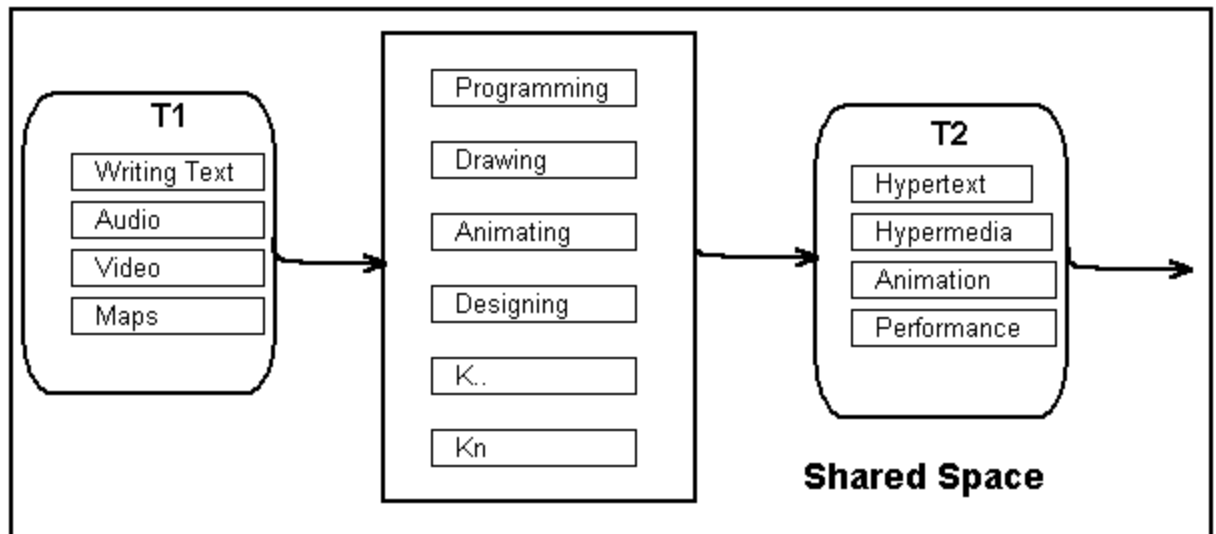 T1
Writing Text
Audio
Video
Maps
Programming
Drawing
Animating
Designing
K..
Kn
T2
Hypertext
Hypermedia
Animation
Performance
Shared Space